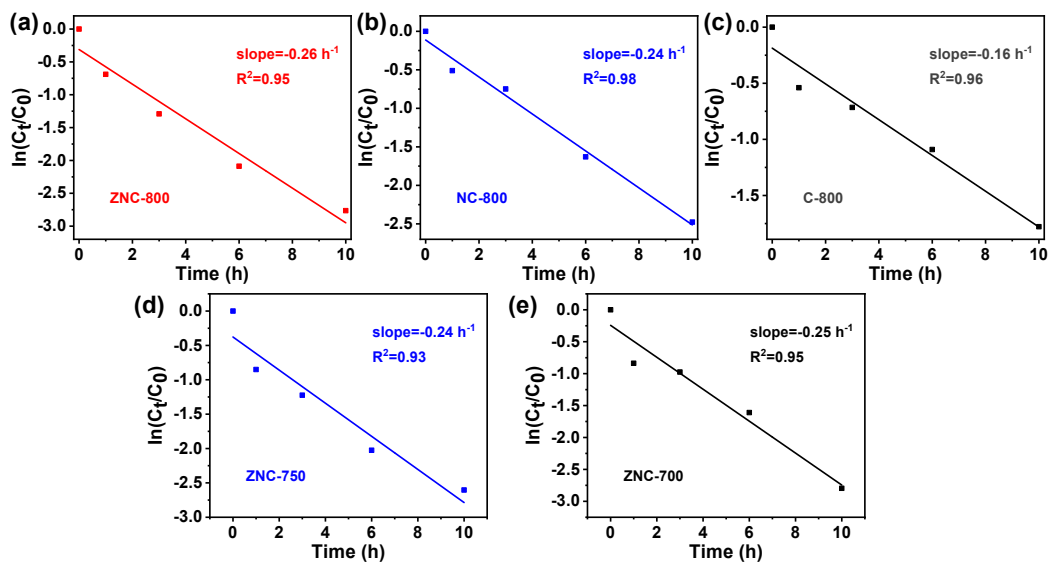 (a)
ln(Ct/C0)
0.0
-0.5
-1.0
-1.5
-2.0
-2.5
-3.0
slope=-0.26 h-1
R2=0.95
ZNC-800
0 2 4 6 8 10
Time (h)
(b)
ln(Ct/C0)
0.0
-0.5
-1.0
-1.5
-2.0
-2.5
slope=-0.24 h-1
R2=0.98
NC-800
0 2 4 6 8 10
Time (h)
(c)
ln(Ct/C0)
0.0
-0.5
-1.0
-1.5
slope=-0.16 h-1
R2=0.96
C-800
0 2 4 6 8 10
Time (h)
(d)
ln(Ct/C0)
0.0
-0.5
-1.0
-1.5
-2.0
-2.5
-3.0
slope=-0.24 h-1
R2=0.93
ZNC-750
0 2 4 6 8 10
Time (h)
(e)
ln(Ct/C0)
0.0
-0.5
-1.0
-1.5
-2.0
-2.5
-3.0
slope=-0.25 h-1
R2=0.95
ZNC-700
0 2 4 6 8 10
Time (h)